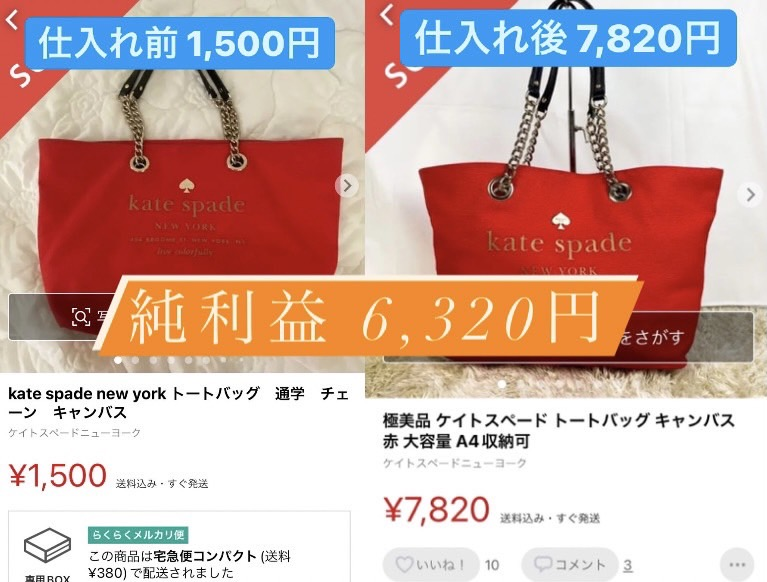 仕入れ前 1,500円
kate spade
NEW YORK
live colorfully
kate spade new york トートバッグ 通学 チェ
ーン キャンバス
ケイトスペードニューヨーク
¥1,500 送料込み・すぐ発送
らくらくメルカリ便
この商品は宅急便コンパクト (送料
¥380) で配送されました
専用BOX
仕入れ後 7,820円
kate spade
NEW YORK
をさがす
純利益 6,320円
極美品 ケイトスペード トートバッグ キャンバス
赤 大容量 A4収納可
ケイトスペードニューヨーク
¥7,820 送料込み・すぐ発送
いいね！ 10 コメント 3